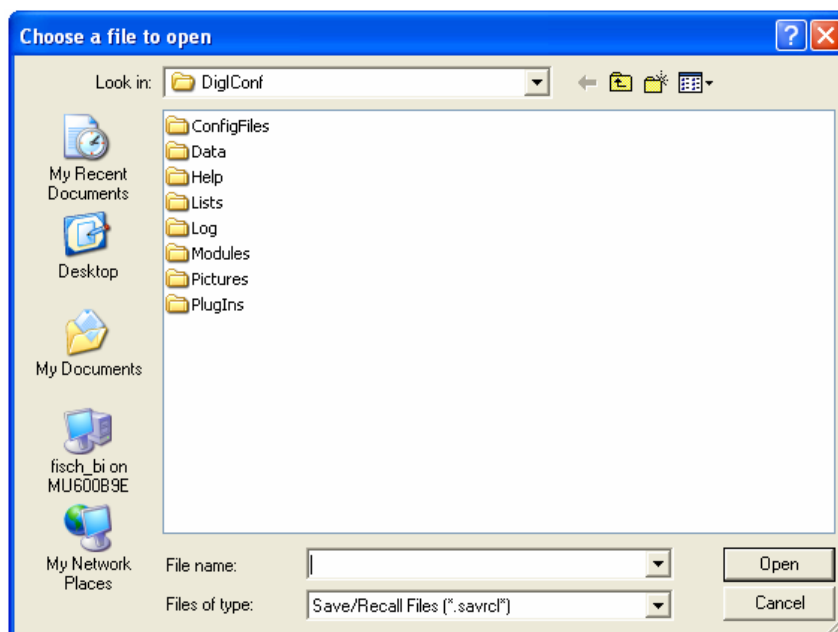 Choose a file to open
Look in: DigIConf
ConfigFiles
Data
Help
Lists
Log
Modules
Pictures
PlugIns
My Recent
Documents
Desktop
My Documents
fisch_bi on
MU600B9E
My Network
Places
File name:
Open
Files of type: Save/Recall Files (*.savrcl*)
Cancel